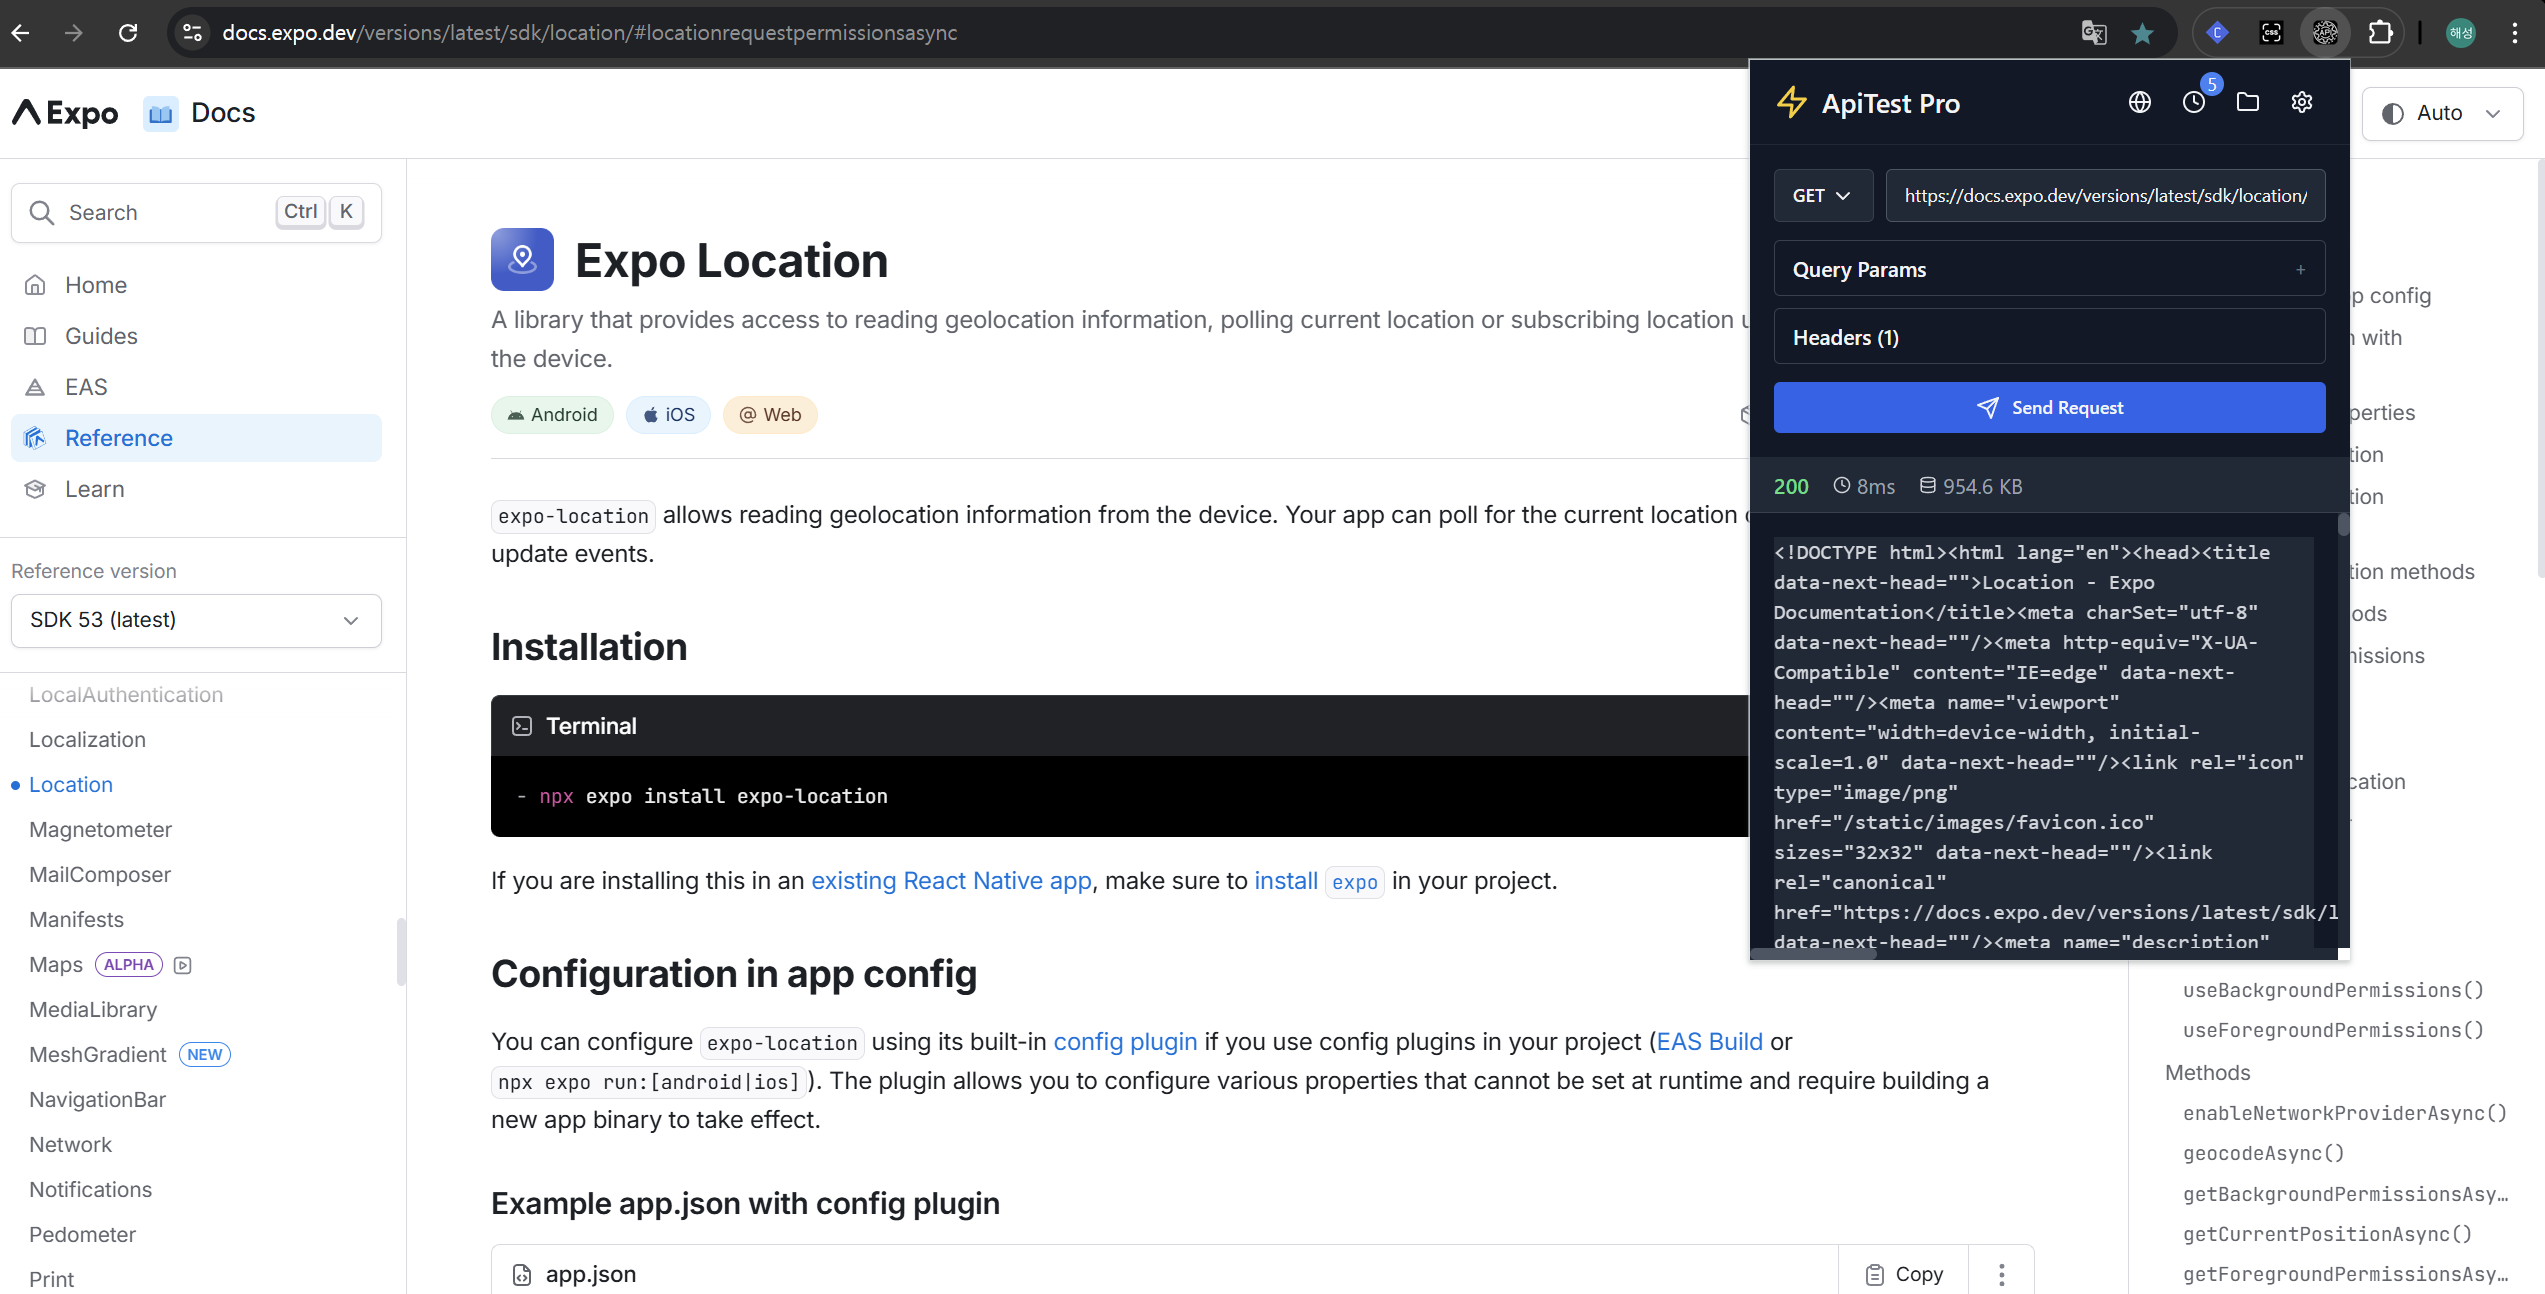 docs.expo.dev/versions/latest/sdk/location/#locationrequestpermissionsasync
해성
Expo
Docs
Auto
Search
Ctrl K
Home
Guides
EAS
Reference
Learn
Reference version
SDK 53 (latest)
LocalAuthentication
Localization
Location
Magnetometer
MailComposer
Manifests
Maps ALPHA
MediaLibrary
MeshGradient NEW
NavigationBar
Network
Notifications
Pedometer
Print
Expo Location
A library that provides access to reading geolocation information, polling current location or subscribing location
the device.
Android
iOS
Web
expo-location allows reading geolocation information from the device. Your app can poll for the current location
update events.
Installation
Terminal
- npx expo install expo-location
If you are installing this in an existing React Native app, make sure to install expo in your project.
Configuration in app config
You can configure expo-location using its built-in config plugin if you use config plugins in your project (EAS Build or
npx expo run:[android|ios]). The plugin allows you to configure various properties that cannot be set at runtime and require building a
new app binary to take effect.
Example app.json with config plugin
app.json
Copy
ApiTest Pro
5
GET
https://docs.expo.dev/versions/latest/sdk/location/
Query Params
+
Headers (1)
Send Request
200
8ms
954.6 KB
<!DOCTYPE html><html lang="en"><head><title
data-next-head="">Location - Expo
Documentation</title><meta charSet="utf-8"
data-next-head=""/><meta http-equiv="X-UA-
Compatible" content="IE=edge" data-next-
head=""/><meta name="viewport"
content="width=device-width, initial-
scale=1.0" data-next-head=""/><link rel="icon"
type="image/png"
href="/static/images/favicon.ico"
sizes="32x32" data-next-head=""/><link
rel="canonical"
href="https://docs.expo.dev/versions/latest/sdk/l
data-next-head=""/><meta name="description"
p config
with
perties
tion
tion
tion methods
ods
issions
cation
useBackgroundPermissions()
useForegroundPermissions()
Methods
enableNetworkProviderAsync()
geocodeAsync()
getBackgroundPermissionsAsy…
getCurrentPositionAsync()
getForegroundPermissionsAsy…